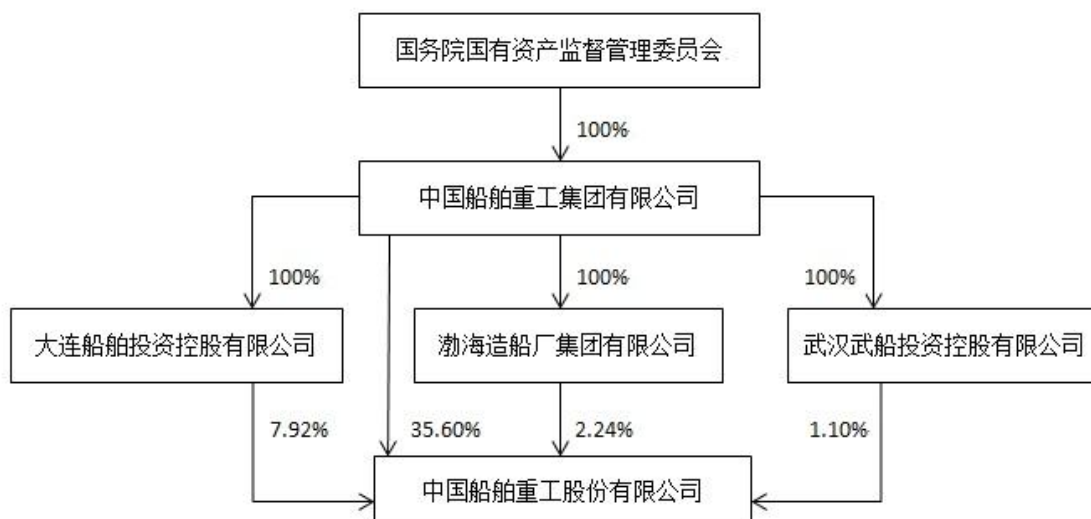 国务院国有资产监督管理委员会
100%
中国船舶重工集团有限公司
100%
100%
100%
大连船舶投资控股有限公司
渤海造船厂集团有限公司
武汉武船投资控股有限公司
7.92%
35.60%
2.24%
1.10%
中国船舶重工股份有限公司